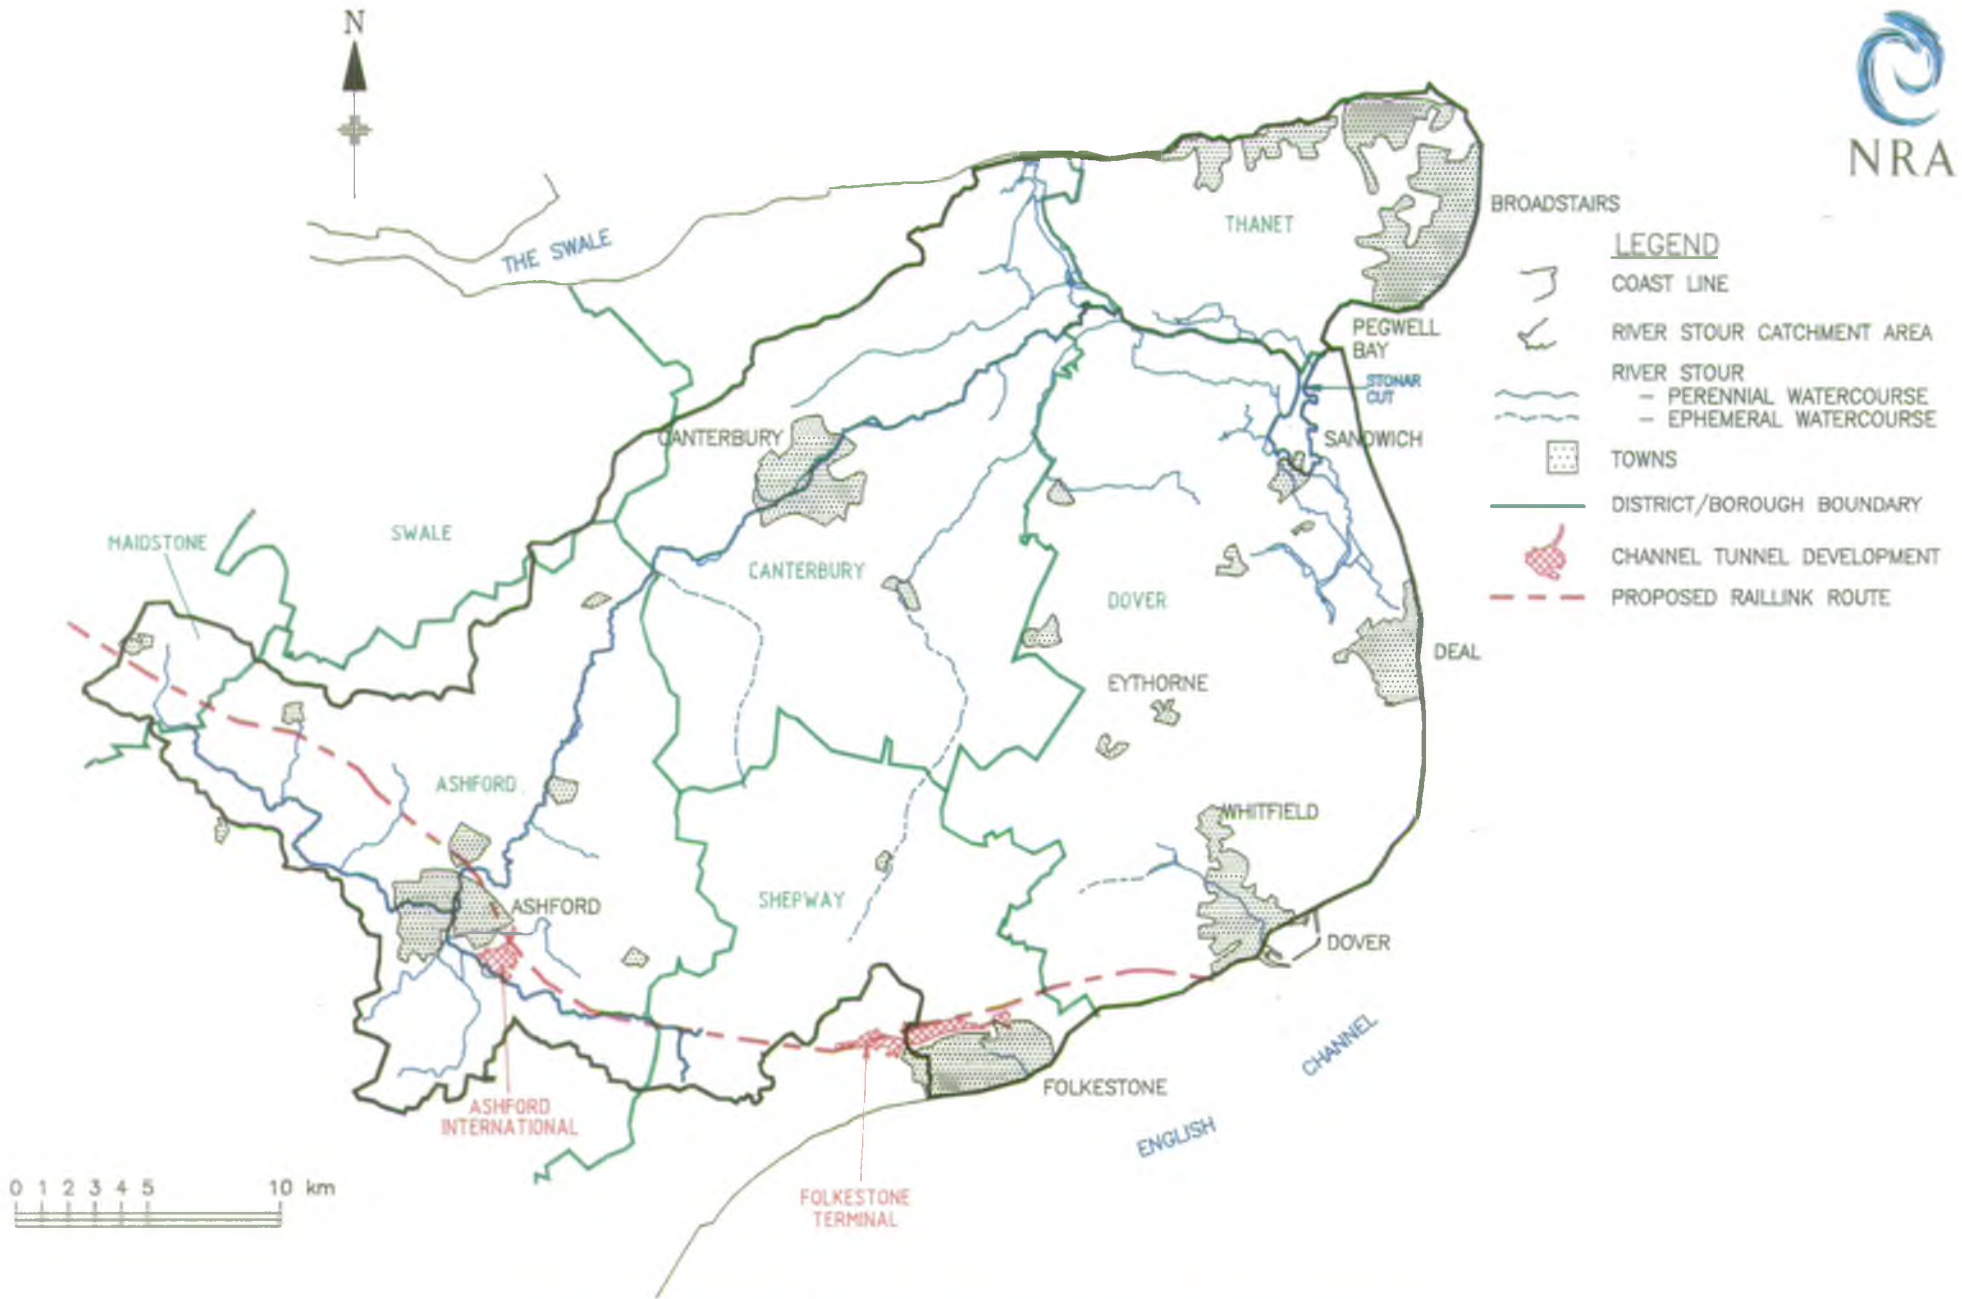 N
NRA
BROADSTAIRS
THANET
THE SWALE
LEGEND
COAST LINE
RIVER STOUR CATCHMENT AREA
RIVER STOUR
— PERENNIAL WATERCOURSE
— EPHEMERAL WATERCOURSE
TOWNS
DISTRICT/BOROUGH BOUNDARY
CHANNEL TUNNEL DEVELOPMENT
PROPOSED RAILLINK ROUTE
PEGWELL
BAY
STONAR
CUT
CANTERBURY
SANDWICH
MAIDSTONE
SWALE
CANTERBURY
DOVER
DEAL
EYTHORNE
ASHFORD
WHITFIELD
ASHFORD
SHEPWAY
DOVER
FOLKESTONE
ENGLISH CHANNEL
ASHFORD
INTERNATIONAL
FOLKESTONE
TERMINAL
0 1 2 3 4 5 10 km